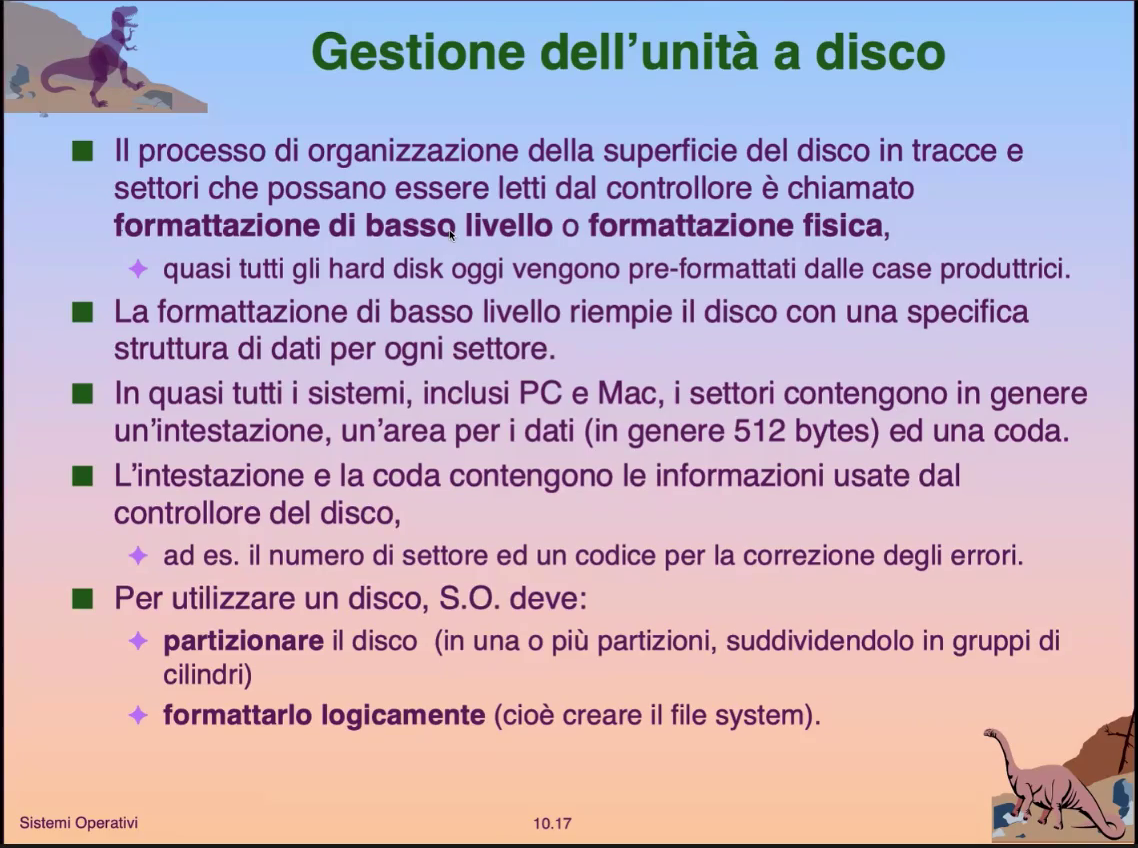 Gestione dell'unità a disco
Il processo di organizzazione della superficie del disco in tracce e
settori che possano essere letti dal controllore è chiamato
formattazione di basso livello o formattazione fisica,
quasi tutti gli hard disk oggi vengono pre-formattati dalle case produttrici.
La formattazione di basso livello riempie il disco con una specifica
struttura di dati per ogni settore.
In quasi tutti i sistemi, inclusi PC e Mac, i settori contengono in genere
un'intestazione, un'area per i dati (in genere 512 bytes) ed una coda.
L'intestazione e la coda contengono le informazioni usate dal
controllore del disco,
ad es. il numero di settore ed un codice per la correzione degli errori.
Per utilizzare un disco, S.O. deve:
partizionare il disco (in una o più partizioni, suddividendolo in gruppi di
cilindri)
formattarlo logicamente (cioè creare il file system).
Sistemi Operativi
10.17